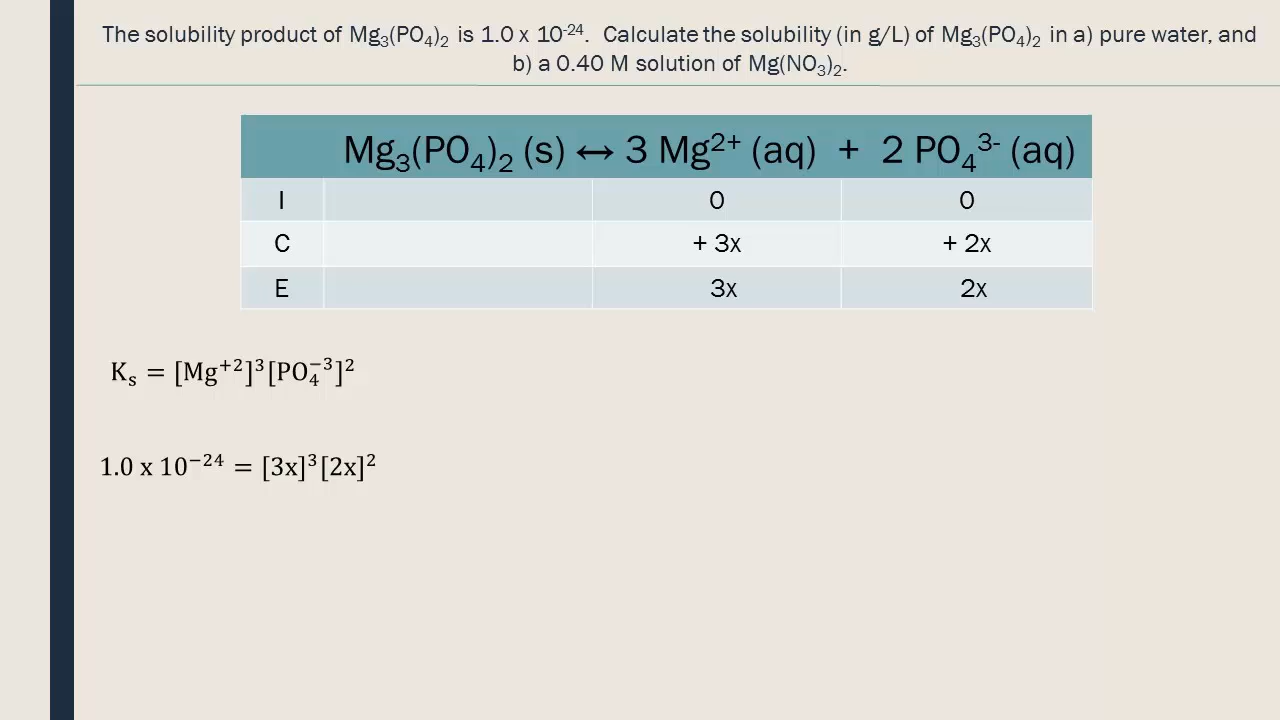 The solubility product of Mg₃(PO₄)₂ is 1.0 x 10⁻²⁴. Calculate the solubility (in g/L) of Mg₃(PO₄)₂ in a) pure water, and
b) a 0.40 M solution of Mg(NO₃)₂.
Mg₃(PO₄)₂ (s) ↔ 3 Mg²⁺ (aq) + 2 PO₄³⁻ (aq)
I 0 0
C + 3x + 2x
E 3x 2x
Kₛ = [Mg⁺²]³[PO₄⁻³]²
1.0 x 10⁻²⁴ = [3x]³[2x]²